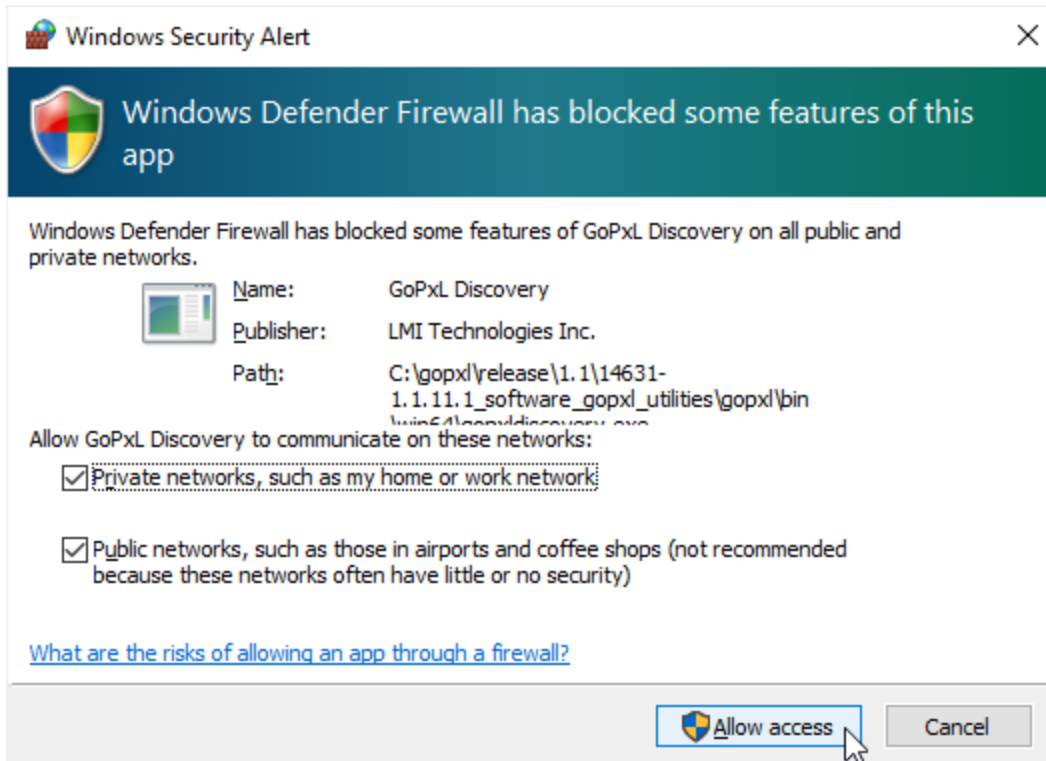 Windows Security Alert
Windows Defender Firewall has blocked some features of this
app
Windows Defender Firewall has blocked some features of GoPxL Discovery on all public and
private networks.
Name: GoPxL Discovery
Publisher: LMI Technologies Inc.
Path: C:\gopxl\release\1.1\14631-
1.1.11.1_software_gopxl_utilities\gopxl\bin
\win64\gopxldiscovery.exe
Allow GoPxL Discovery to communicate on these networks:
Private networks, such as my home or work network
Public networks, such as those in airports and coffee shops (not recommended
because these networks often have little or no security)
What are the risks of allowing an app through a firewall?
Allow access Cancel